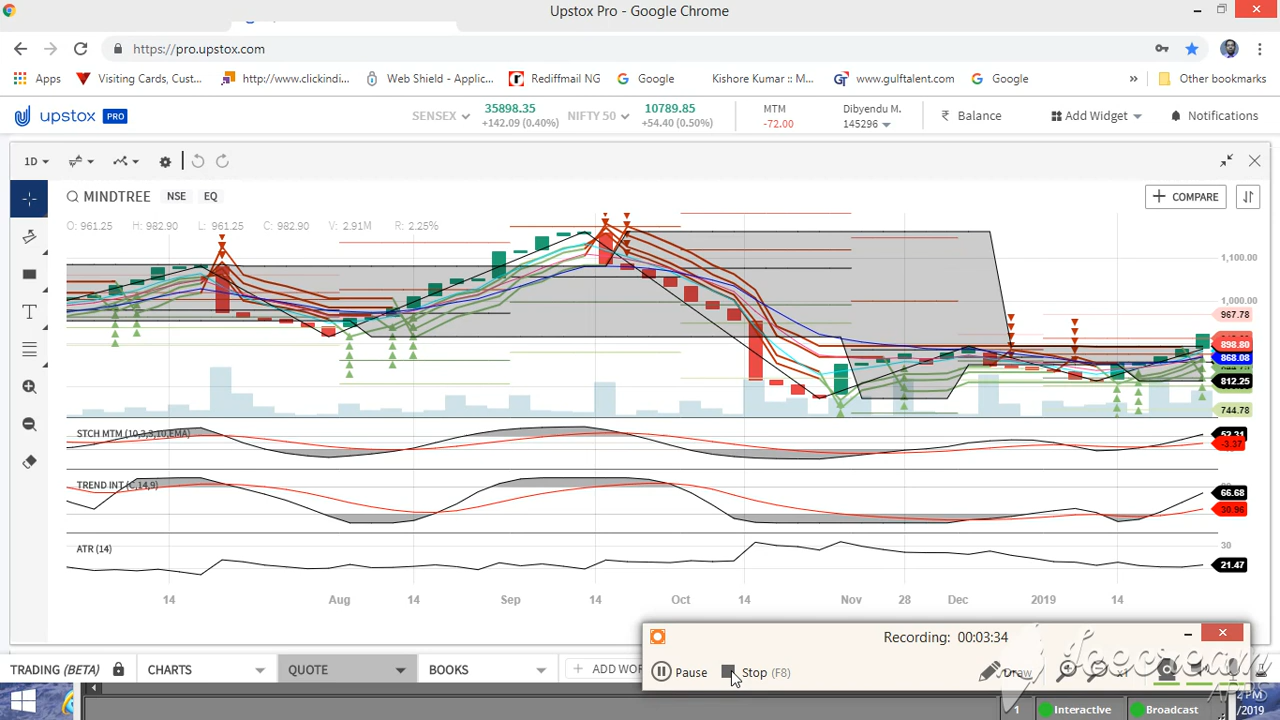 Upstox Pro - Google Chrome
https://pro.upstox.com
Apps Visiting Cards, Cust... http://www.clickindi... Web Shield - Applic... Rediffmail NG Google Kishore Kumar :: M... www.gulftalent.com Google » Other bookmarks
upstox PRO SENSEX 35898.35 +142.09 (0.40%) NIFTY 50 10789.85 +54.40 (0.50%) MTM -72.00 Dibyendu M. 145296 ₹ Balance Add Widget Notifications
1D
MINDTREE NSE EQ + COMPARE
O: 961.25 H: 982.90 L: 961.25 C: 982.90 V: 2.91M R: 2.25%
1,100.00
1,000.00
967.78
898.80
868.08
812.25
744.78
STCH MTM (10,3,3,10,EMA)
-3.37
TREND INT (C,14,9)
66.68
30.96
ATR (14)
30
21.47
14 Aug 14 Sep 14 Oct 14 Nov 28 Dec 2019 14
Recording: 00:03:34
TRADING (BETA) CHARTS QUOTE BOOKS + ADD WOR
Pause Stop (F8) Draw x1
Icecream
APPS
1 Interactive Broadcast